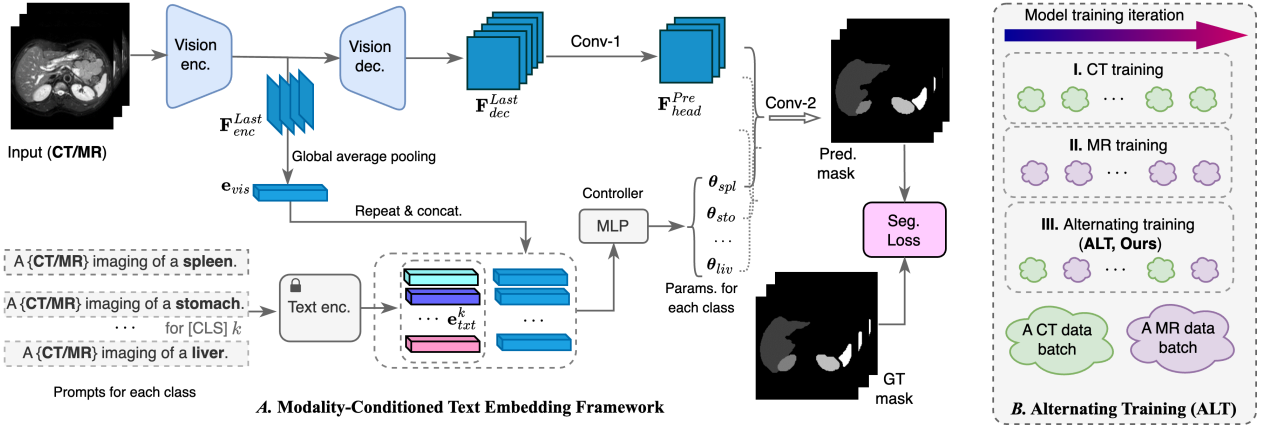 Vision
enc.
Vision
dec.
Conv-1
Conv-2
F_{enc}^{Last}
F_{dec}^{Last}
F_{head}^{Pre}
Input (CT/MR)
Global average pooling
e_{vis}
Repeat & concat.
A {CT/MR} imaging of a spleen.
A {CT/MR} imaging of a stomach.
··· for [CLS] k
A {CT/MR} imaging of a liver.
Prompts for each class
Text enc.
··· e_{txt}^{k}
···
Controller
MLP
θ_{spl}
θ_{sto}
···
θ_{liv}
Params. for
each class
Pred.
mask
Seg.
Loss
GT
mask
A. Modality-Conditioned Text Embedding Framework
Model training iteration
I. CT training
···
II. MR training
···
III. Alternating training
(ALT, Ours)
···
A CT data
batch
A MR data
batch
B. Alternating Training (ALT)